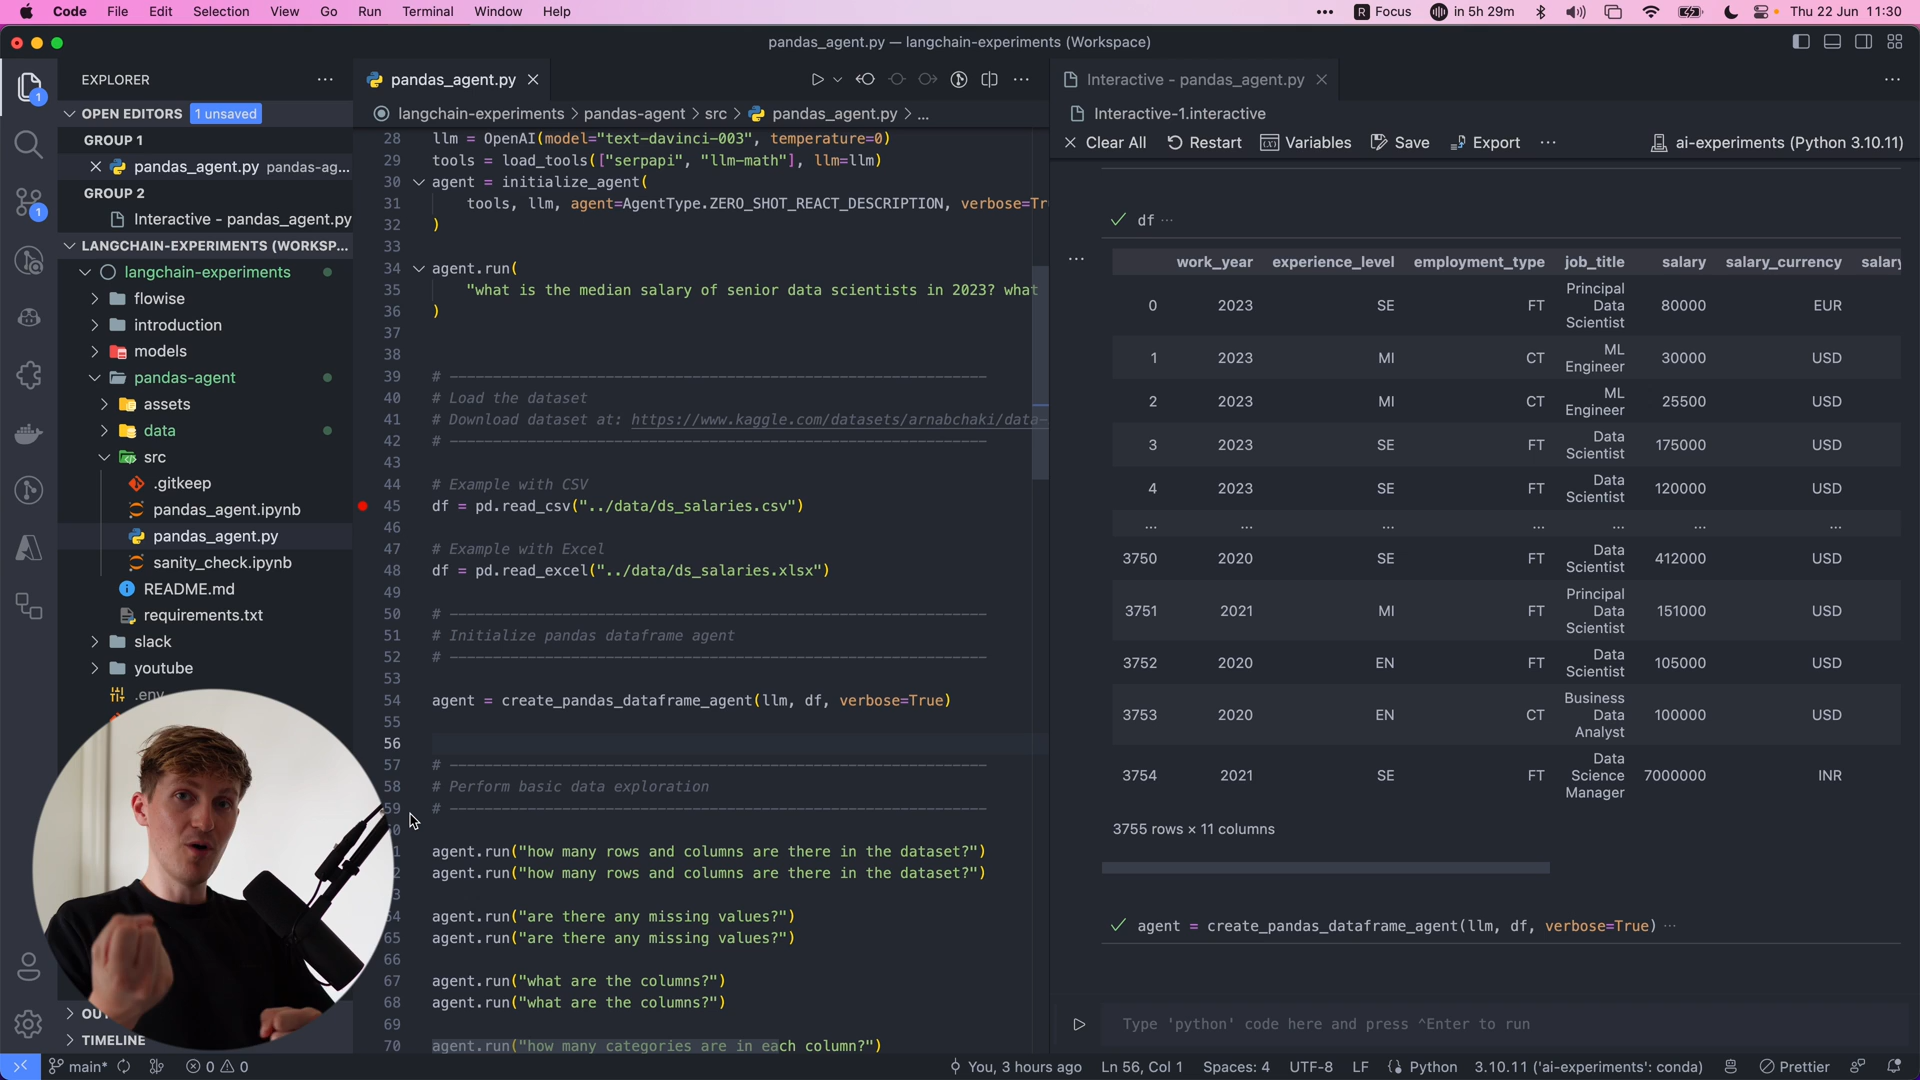 Code File Edit Selection View Go Run Terminal Window Help
Focus in 5h 29m Thu 22 Jun 11:30
pandas_agent.py — langchain-experiments (Workspace)
EXPLORER
OPEN EDITORS 1 unsaved
GROUP 1
pandas_agent.py pandas-ag...
GROUP 2
Interactive - pandas_agent.py
LANGCHAIN-EXPERIMENTS (WORKSP...
langchain-experiments
flowise
introduction
models
pandas-agent
assets
data
src
.gitkeep
pandas_agent.ipynb
pandas_agent.py
sanity_check.ipynb
README.md
requirements.txt
slack
youtube
.env
TIMELINE
pandas_agent.py
langchain-experiments > pandas-agent > src > pandas_agent.py > ...
28 llm = OpenAI(model="text-davinci-003", temperature=0)
29 tools = load_tools(["serpapi", "llm-math"], llm=llm)
30 agent = initialize_agent(
31 tools, llm, agent=AgentType.ZERO_SHOT_REACT_DESCRIPTION, verbose=Tr
32 )
33
34 agent.run(
35 "what is the median salary of senior data scientists in 2023? what
36 )
37
38
39 # ----------------------------------------------------------
40 # Load the dataset
41 # Download dataset at: https://www.kaggle.com/datasets/arnabchaki/data-
42 # ----------------------------------------------------------
43
44 # Example with CSV
45 df = pd.read_csv("../data/ds_salaries.csv")
46
47 # Example with Excel
48 df = pd.read_excel("../data/ds_salaries.xlsx")
49
50 # ----------------------------------------------------------
51 # Initialize pandas dataframe agent
52 # ----------------------------------------------------------
53
54 agent = create_pandas_dataframe_agent(llm, df, verbose=True)
55
56
57 # ----------------------------------------------------------
58 # Perform basic data exploration
59 # ----------------------------------------------------------
agent.run("how many rows and columns are there in the dataset?")
agent.run("how many rows and columns are there in the dataset?")
agent.run("are there any missing values?")
65 agent.run("are there any missing values?")
66
67 agent.run("what are the columns?")
68 agent.run("what are the columns?")
69
70 agent.run("how many categories are in each column?")
Interactive - pandas_agent.py
Interactive-1.interactive
Clear All Restart Variables Save Export ··· ai-experiments (Python 3.10.11)
df ···
work_year experience_level employment_type job_title salary salary_currency salary
0 2023 SE FT Principal Data Scientist 80000 EUR
1 2023 MI CT ML Engineer 30000 USD
2 2023 MI CT ML Engineer 25500 USD
3 2023 SE FT Data Scientist 175000 USD
4 2023 SE FT Data Scientist 120000 USD
... ... ... ... ... ... ...
3750 2020 SE FT Data Scientist 412000 USD
3751 2021 MI FT Principal Data Scientist 151000 USD
3752 2020 EN FT Data Scientist 105000 USD
3753 2020 EN CT Business Data Analyst 100000 USD
3754 2021 SE FT Data Science Manager 7000000 INR
3755 rows × 11 columns
agent = create_pandas_dataframe_agent(llm, df, verbose=True) ···
Type 'python' code here and press ^Enter to run
main* 0 0 You, 3 hours ago Ln 56, Col 1 Spaces: 4 UTF-8 LF Python 3.10.11 ('ai-experiments': conda) Prettier